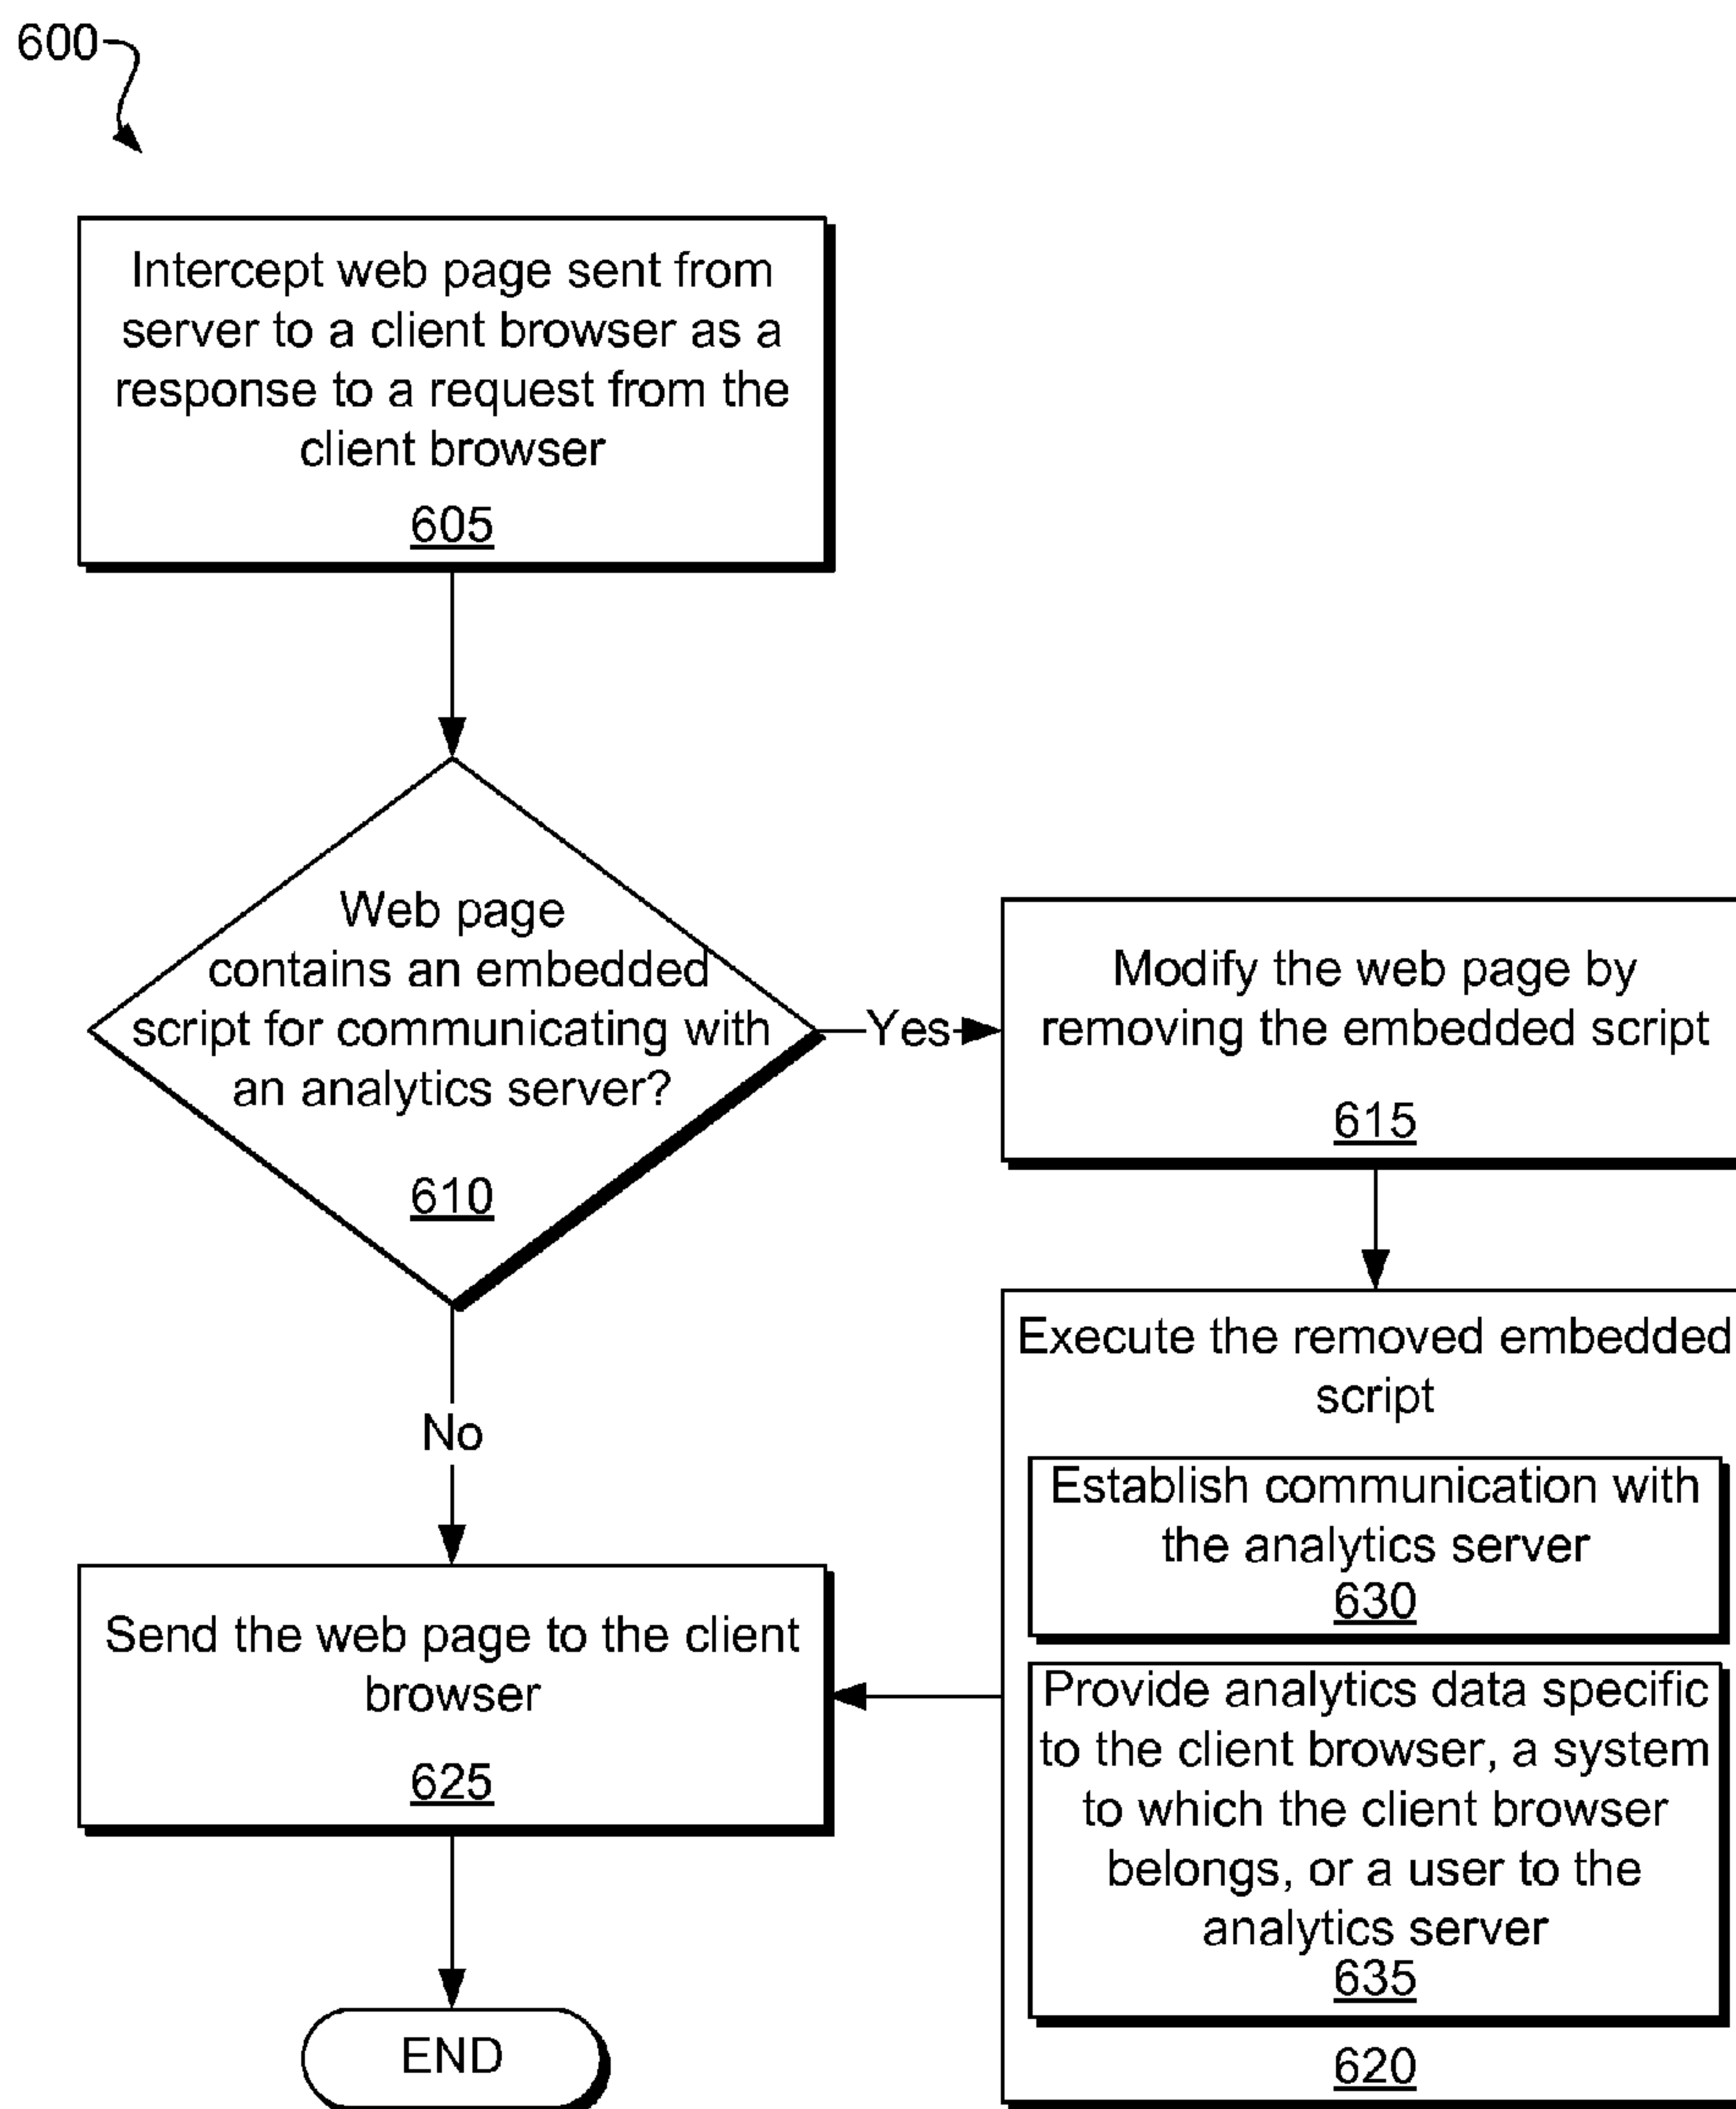 600
Intercept web page sent from
server to a client browser as a
response to a request from the
client browser
605
Web page
contains an embedded
script for communicating with
an analytics server?
610
Yes
Modify the web page by
removing the embedded script
615
Execute the removed embedded
script
Establish communication with
the analytics server
630
Provide analytics data specific
to the client browser, a system
to which the client browser
belongs, or a user to the
analytics server
635
620
No
Send the web page to the client
browser
625
END